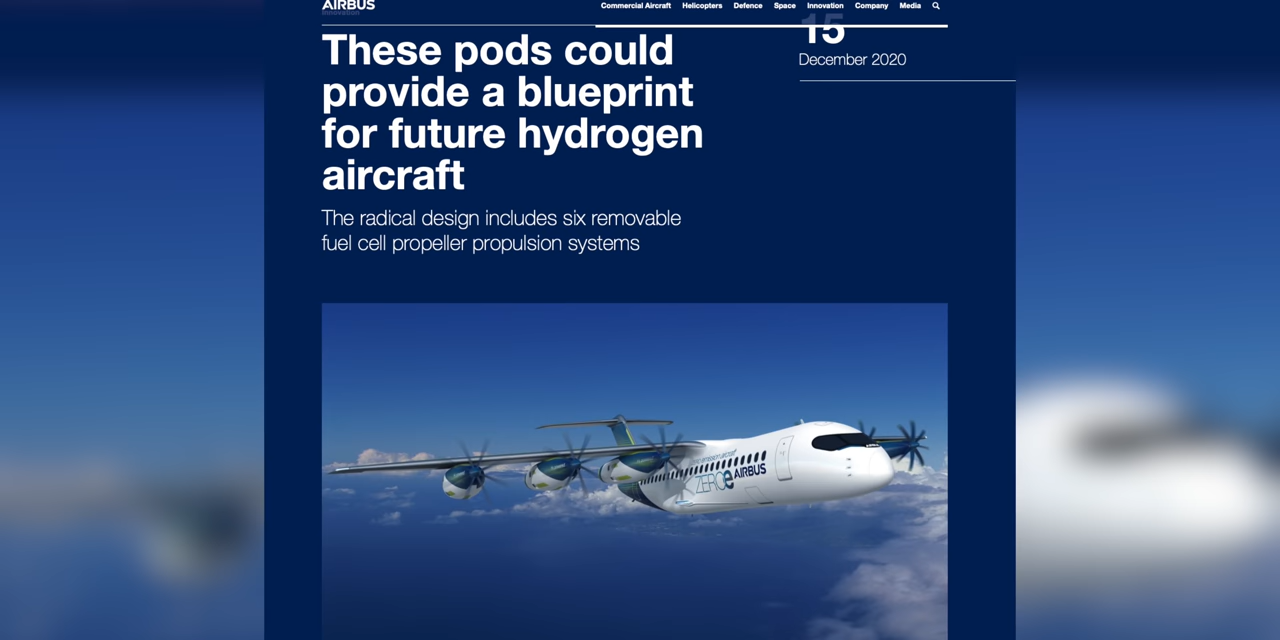 AIRBUS
Innovation
Commercial Aircraft Helicopters Defence Space Innovation Company Media
15
December 2020
These pods could
provide a blueprint
for future hydrogen
aircraft
The radical design includes six removable
fuel cell propeller propulsion systems
ZEROe AIRBUS